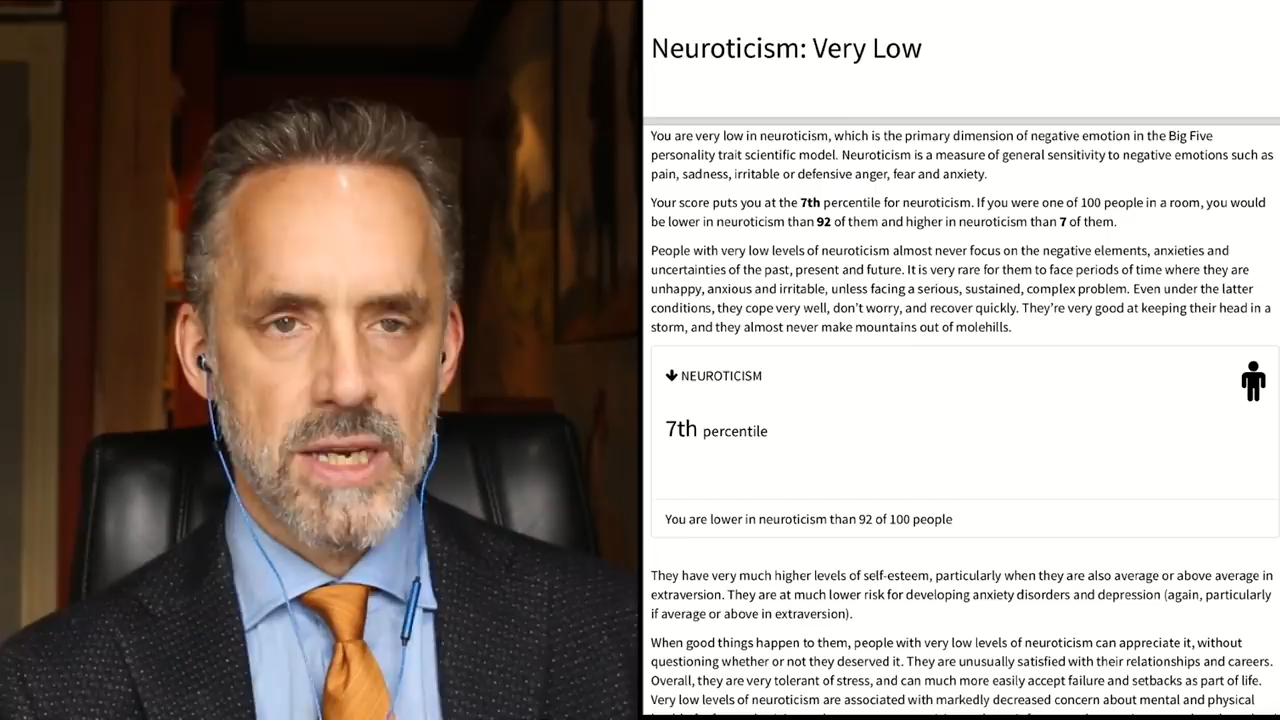 Neuroticism: Very Low
You are very low in neuroticism, which is the primary dimension of negative emotion in the Big Five
personality trait scientific model. Neuroticism is a measure of general sensitivity to negative emotions such as
pain, sadness, irritable or defensive anger, fear and anxiety.
Your score puts you at the 7th percentile for neuroticism. If you were one of 100 people in a room, you would
be lower in neuroticism than 92 of them and higher in neuroticism than 7 of them.
People with very low levels of neuroticism almost never focus on the negative elements, anxieties and
uncertainties of the past, present and future. It is very rare for them to face periods of time where they are
unhappy, anxious and irritable, unless facing a serious, sustained, complex problem. Even under the latter
conditions, they cope very well, don’t worry, and recover quickly. They’re very good at keeping their head in a
storm, and they almost never make mountains out of molehills.
NEUROTICISM
7th percentile
You are lower in neuroticism than 92 of 100 people
They have very much higher levels of self-esteem, particularly when they are also average or above average in
extraversion. They are at much lower risk for developing anxiety disorders and depression (again, particularly
if average or above in extraversion).
When good things happen to them, people with very low levels of neuroticism can appreciate it, without
questioning whether or not they deserved it. They are unusually satisfied with their relationships and careers.
Overall, they are very tolerant of stress, and can much more easily accept failure and setbacks as part of life.
Very low levels of neuroticism are associated with markedly decreased concern about mental and physical